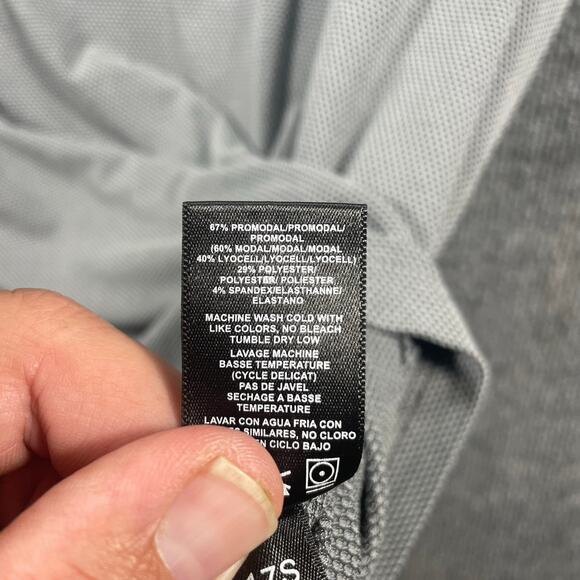 67% PROMODAL/PROMODAL/
PROMODAL
(60% MODAL/MODAL/MODAL
40% LYOCELL/LYOCELL/LYOCELL)
29% POLYESTER/
POLYESTER/ POLIESTER
4% SPANDEX/ELASTHANNE/
ELASTANO
MACHINE WASH COLD WITH
LIKE COLORS, NO BLEACH
TUMBLE DRY LOW
LAVAGE MACHINE
BASSE TEMPERATURE
(CYCLE DELICAT)
PAS DE JAVEL
SECHAGE A BASSE
TEMPERATURE
LAVAR CON AGUA FRIA CON
SIMILARES, NO CLORO
EN CICLO BAJO